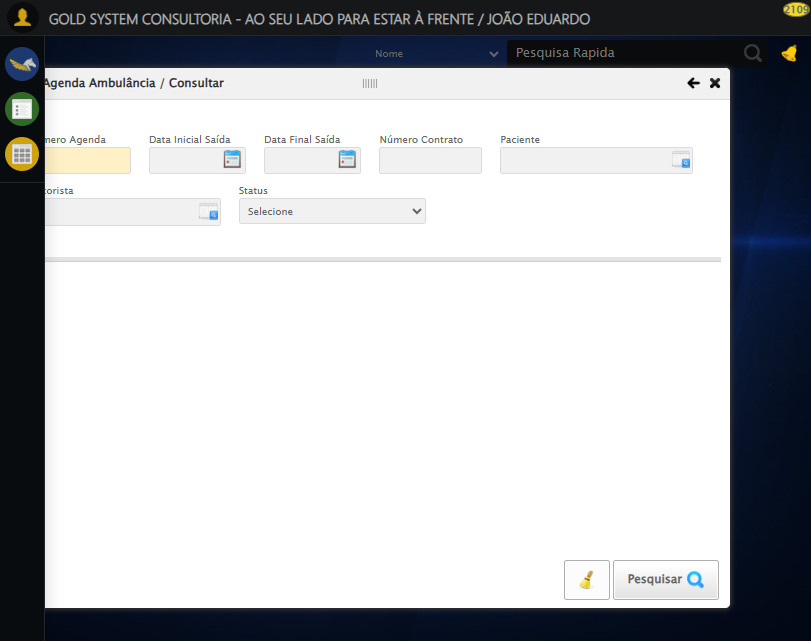 GOLD SYSTEM CONSULTORIA - AO SEU LADO PARA ESTAR À FRENTE / JOÃO EDUARDO
2109
Nome
Pesquisa Rapida
Agenda Ambulância / Consultar
mero Agenda
Data Inicial Saída
Data Final Saída
Número Contrato
Paciente
torista
Status
Selecione
Pesquisar